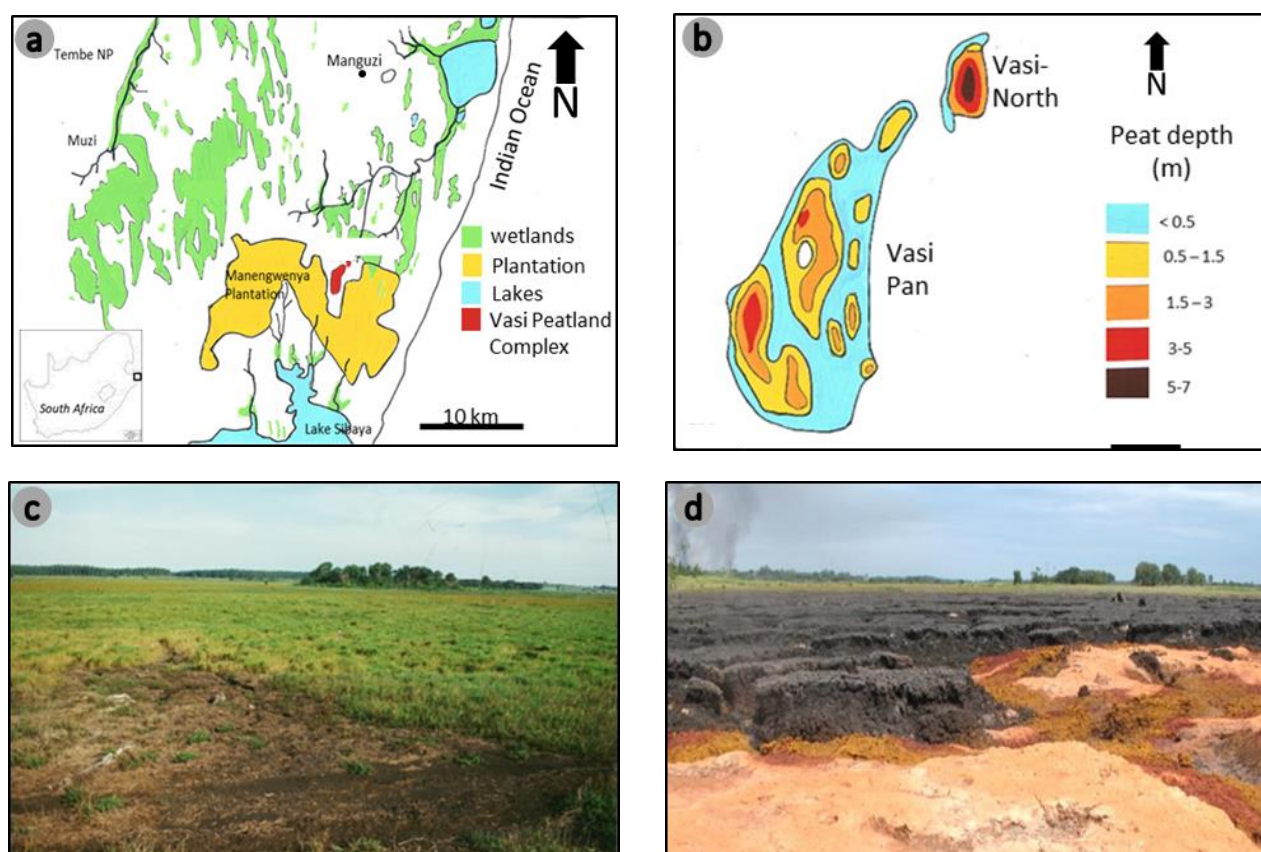 a
Tembe NP
Manguzi
N
Muzi
Indian Ocean
wetlands
Plantation
Lakes
Vasi Peatland
Complex
Manengwenya
Plantation
South Africa
10 km
Lake Sibaya
b
Vasi-
North
N
Peat depth
(m)
< 0.5
0.5 – 1.5
1.5 – 3
3-5
5-7
Vasi
Pan
c
d